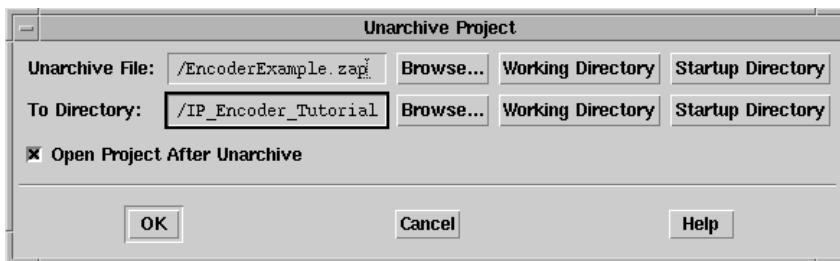 Unarchive Project
Unarchive File: /EncoderExample.zap Browse... Working Directory Startup Directory
To Directory: /IP_Encoder_Tutorial Browse... Working Directory Startup Directory
Open Project After Unarchive
OK Cancel Help